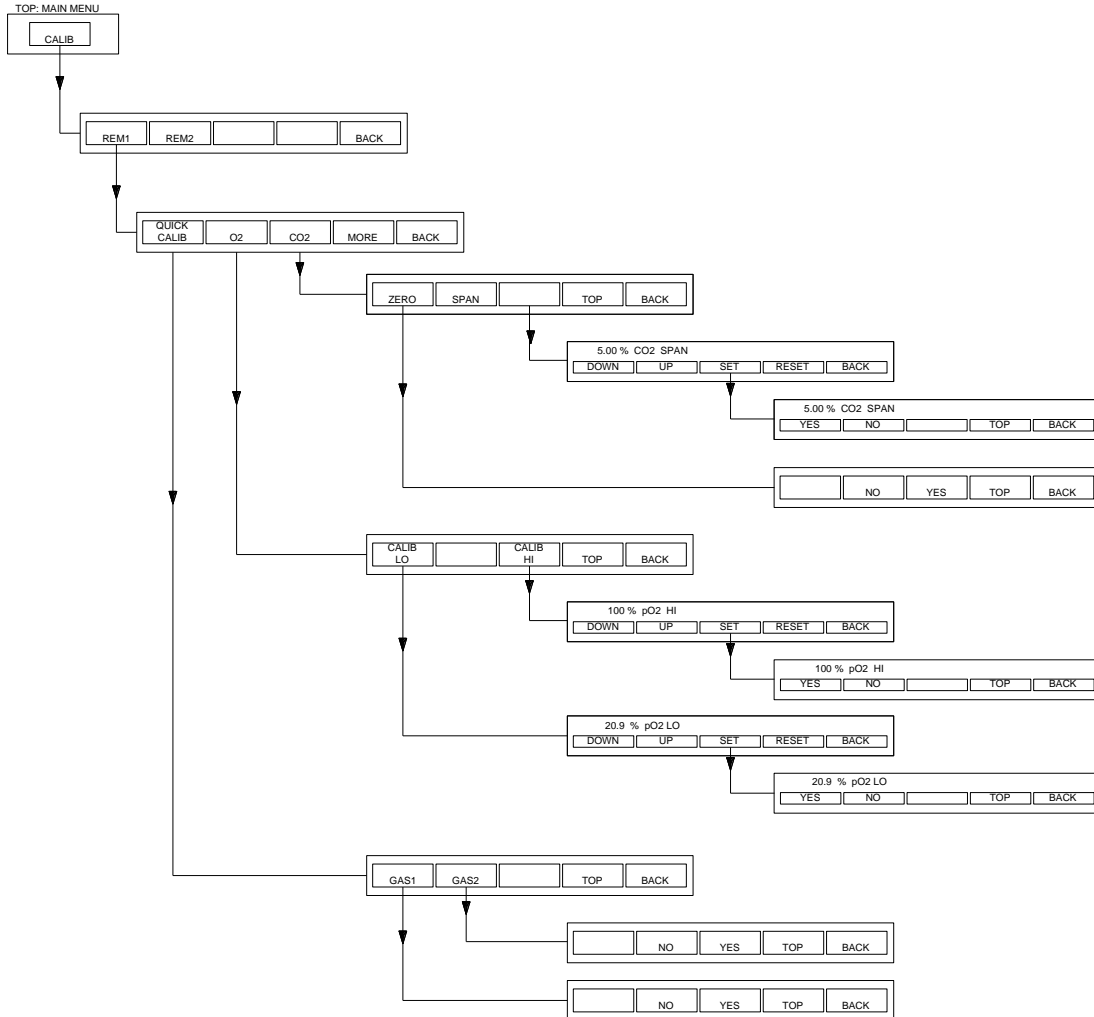 TOP: MAIN MENU
CALIB
REM1 REM2 BACK
QUICK CALIB O2 CO2 MORE BACK
ZERO SPAN TOP BACK
5.00 % CO2 SPAN
DOWN UP SET RESET BACK
5.00 % CO2 SPAN
YES NO TOP BACK
NO YES TOP BACK
CALIB LO CALIB HI TOP BACK
100 % pO2 HI
DOWN UP SET RESET BACK
100 % pO2 HI
YES NO TOP BACK
20.9 % pO2 LO
DOWN UP SET RESET BACK
20.9 % pO2 LO
YES NO TOP BACK
GAS1 GAS2 TOP BACK
NO YES TOP BACK
NO YES TOP BACK